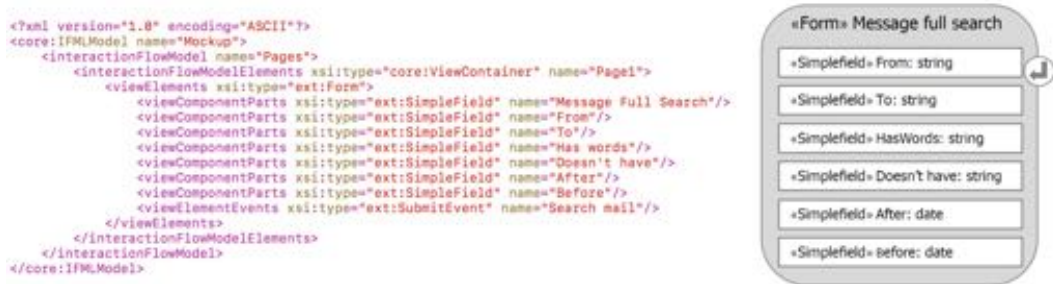 <?xml version="1.0" encoding="ASCII"?>
<core:IFMLModel name="Mockup">
<interactionFlowModel name="Pages">
<interactionFlowModelElements xsi:type="core:ViewContainer" name="Page1">
<viewElements xsi:type="ext:Form">
<viewComponentParts xsi:type="ext:SimpleField" name="Message Full Search"/>
<viewComponentParts xsi:type="ext:SimpleField" name="From"/>
<viewComponentParts xsi:type="ext:SimpleField" name="To"/>
<viewComponentParts xsi:type="ext:SimpleField" name="Has words"/>
<viewComponentParts xsi:type="ext:SimpleField" name="Doesn't have"/>
<viewComponentParts xsi:type="ext:SimpleField" name="After"/>
<viewComponentParts xsi:type="ext:SimpleField" name="Before"/>
<viewElementEvents xsi:type="ext:SubmitEvent" name="Search mail"/>
</viewElements>
</interactionFlowModelElements>
</interactionFlowModel>
</core:IFMLModel>
«Form» Message full search
«Simplefield» From: string
«Simplefield» To: string
«Simplefield» HasWords: string
«Simplefield» Doesn't have: string
«Simplefield» After: date
«Simplefield» Before: date